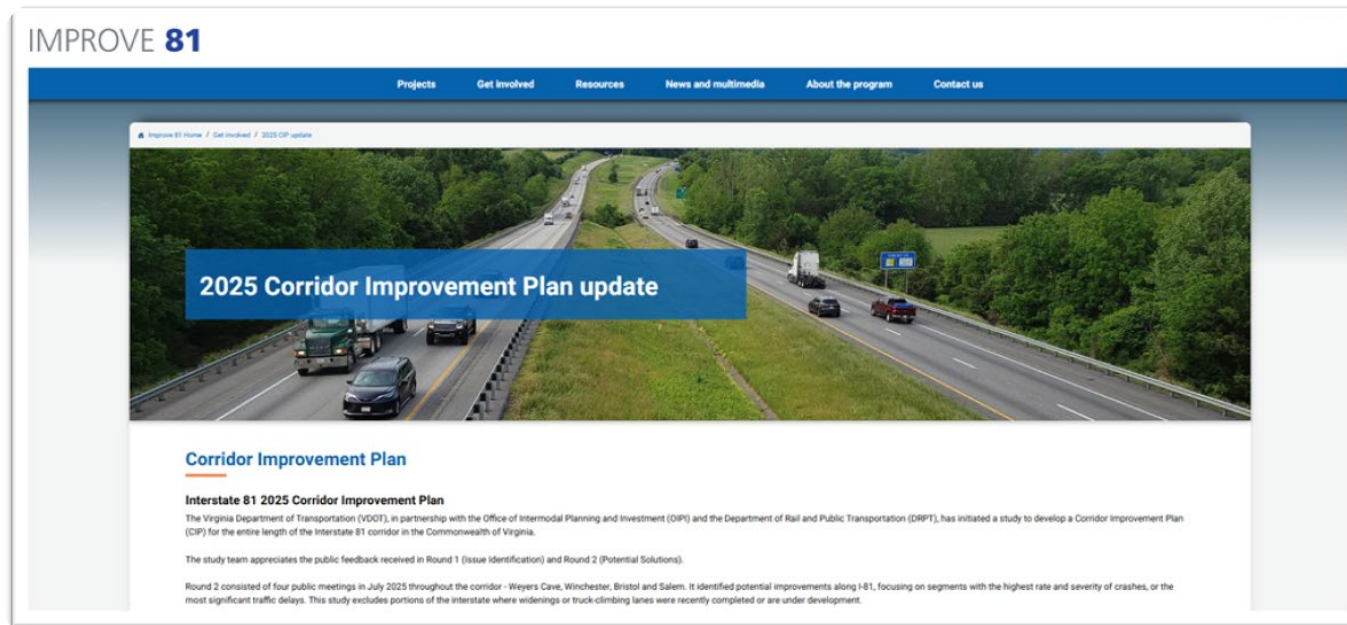 IMPROVE 81
Projects Get involved Resources News and multimedia About the program Contact us
Improve 81 Home / Get involved / 2025 CIP update
2025 Corridor Improvement Plan update
Corridor Improvement Plan
Interstate 81 2025 Corridor Improvement Plan
The Virginia Department of Transportation (VDOT), in partnership with the Office of Intermodal Planning and Investment (OIPI) and the Department of Rail and Public Transportation (DRPT), has initiated a study to develop a Corridor Improvement Plan
(CIP) for the entire length of the Interstate 81 corridor in the Commonwealth of Virginia.
The study team appreciates the public feedback received in Round 1 (Issue Identification) and Round 2 (Potential Solutions).
Round 2 consisted of four public meetings in July 2025 throughout the corridor - Weyers Cave, Winchester, Bristol and Salem. It identified potential improvements along I-81, focusing on segments with the highest rate and severity of crashes, or the
most significant traffic delays. This study excludes portions of the interstate where widenings or truck-climbing lanes were recently completed or are under development.